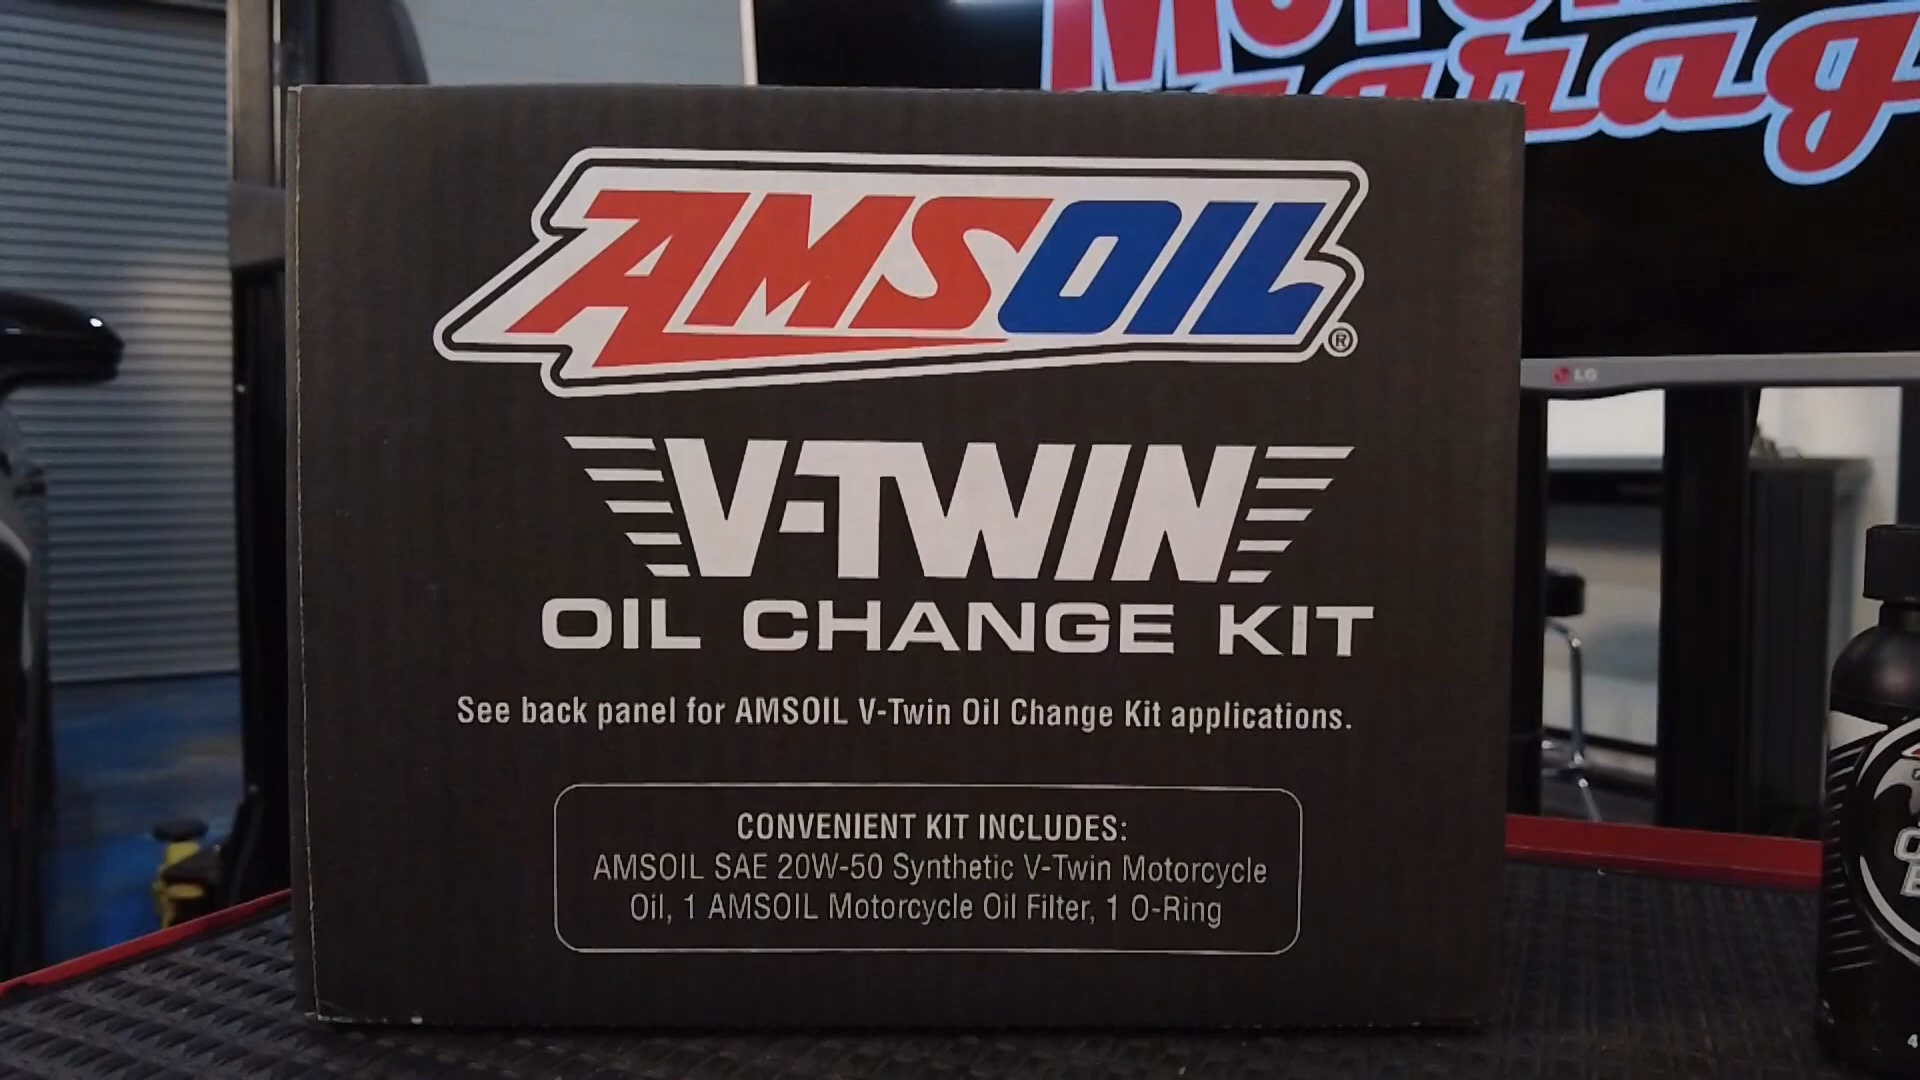 AMSOIL®
V-TWIN
OIL CHANGE KIT
See back panel for AMSOIL V-Twin Oil Change Kit applications.
CONVENIENT KIT INCLUDES:
AMSOIL SAE 20W-50 Synthetic V-Twin Motorcycle
Oil, 1 AMSOIL Motorcycle Oil Filter, 1 O-Ring
LG